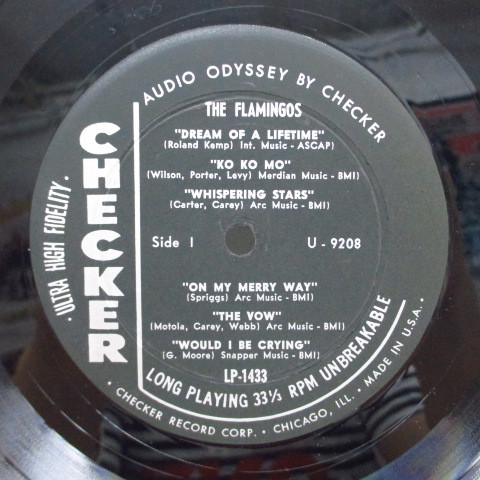 AUDIO ODYSSEY BY CHECKER
THE FLAMINGOS
"DREAM OF A LIFETIME"
(Roland Kemp) Int. Music - ASCAP)
"KO KO MO"
(Wilson, Porter, Levy) Merdian Music - BMI)
"WHISPERING STARS"
(Carter, Carey) Arc Music - BMI)
Side 1
U - 9208
"ON MY MERRY WAY"
(Spriggs) Arc Music - BMI)
"THE VOW"
(Motola, Carey, Webb) Arc Music - BMI)
"WOULD I BE CRYING"
(G. Moore) Snapper Music - BMI)
LP-1433
LONG PLAYING 33⅓ RPM UNBREAKABLE
CHECKER
• ULTRA HIGH FIDELITY •
• CHECKER RECORD CORP. • CHICAGO, ILL. • MADE IN U.S.A. •